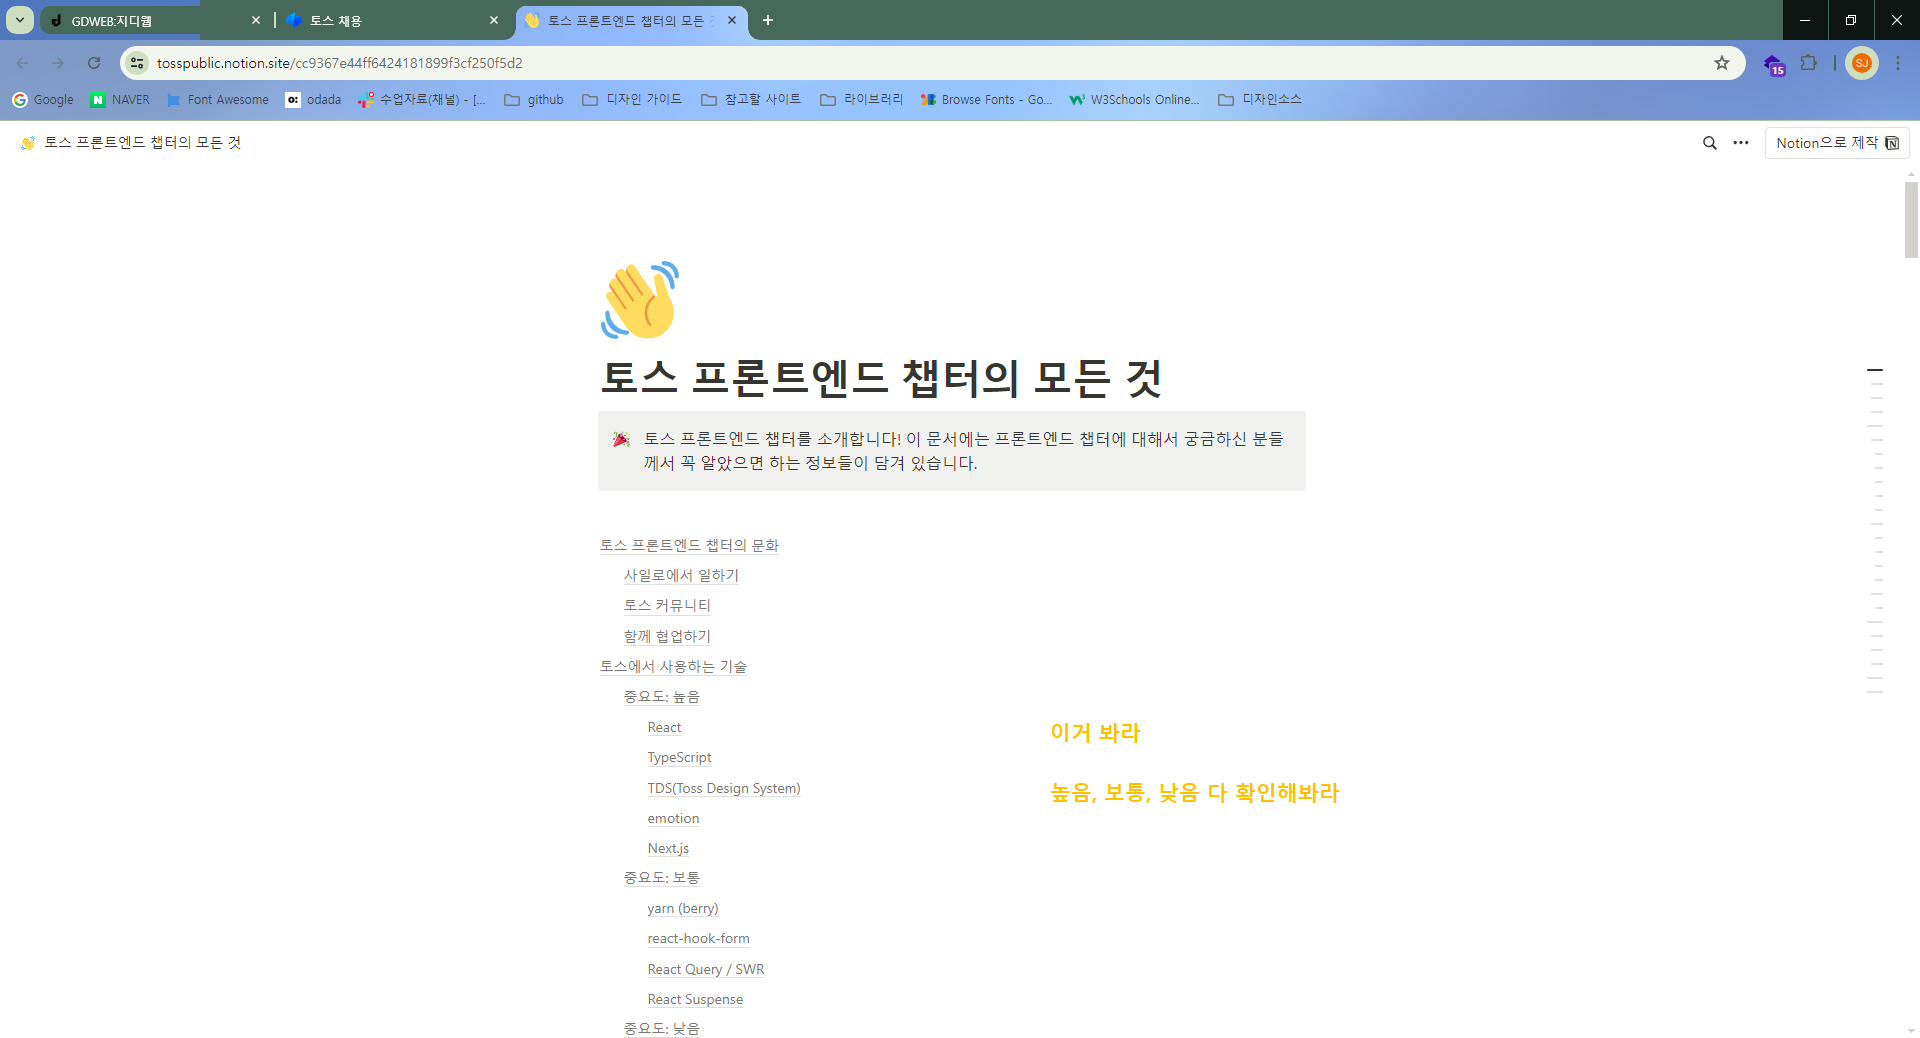 GDWEB:지디웹
토스 채용
토스 프론트엔드 챕터의 모든
tosspublic.notion.site/cc9367e44ff6424181899f3cf250f5d2
15
SJ
Google
NAVER
Font Awesome
odada
수업자료(채널) - [...
github
디자인 가이드
참고할 사이트
라이브러리
Browse Fonts - Go...
W3Schools Online...
디자인소스
토스 프론트엔드 챕터의 모든 것
Notion으로 제작
토스 프론트엔드 챕터의 모든 것
토스 프론트엔드 챕터를 소개합니다! 이 문서에는 프론트엔드 챕터에 대해서 궁금하신 분들
께서 꼭 알았으면 하는 정보들이 담겨 있습니다.
토스 프론트엔드 챕터의 문화
사일로에서 일하기
토스 커뮤니티
함께 협업하기
토스에서 사용하는 기술
중요도: 높음
React
이거 봐라
TypeScript
TDS(Toss Design System)
높음, 보통, 낮음 다 확인해봐라
emotion
Next.js
중요도: 보통
yarn (berry)
react-hook-form
React Query / SWR
React Suspense
중요도: 낮음